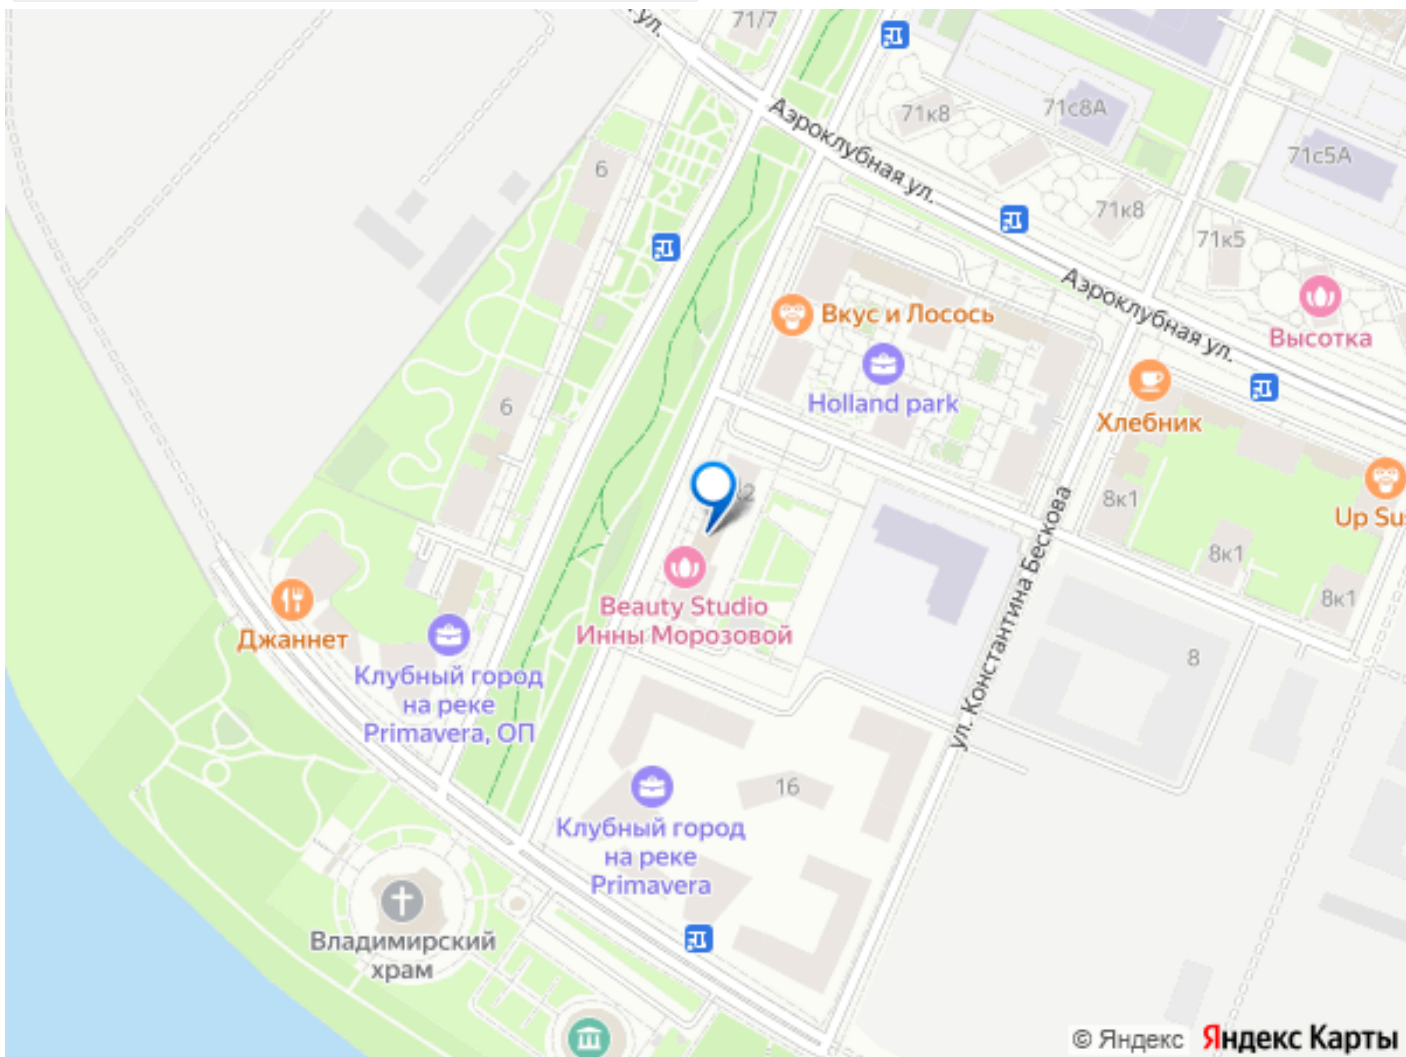 ул.
71/7
Аэроклубная ул.
71к8
71с8А
71с5А
6
71к8
71к5
Аэроклубная ул.
Вкус и Лосось
Высотка
Holland park
Хлебник
6
8к1
Up Sus
ул. Константина Бескова
8к1
8к1
Beauty Studio
Инны Морозовой
Джаннет
8
Клубный город
на реке
Primavera, ОП
16
Клубный город
на реке
Primavera
Владимирский
храм
© Яндекс
Яндекс Карты